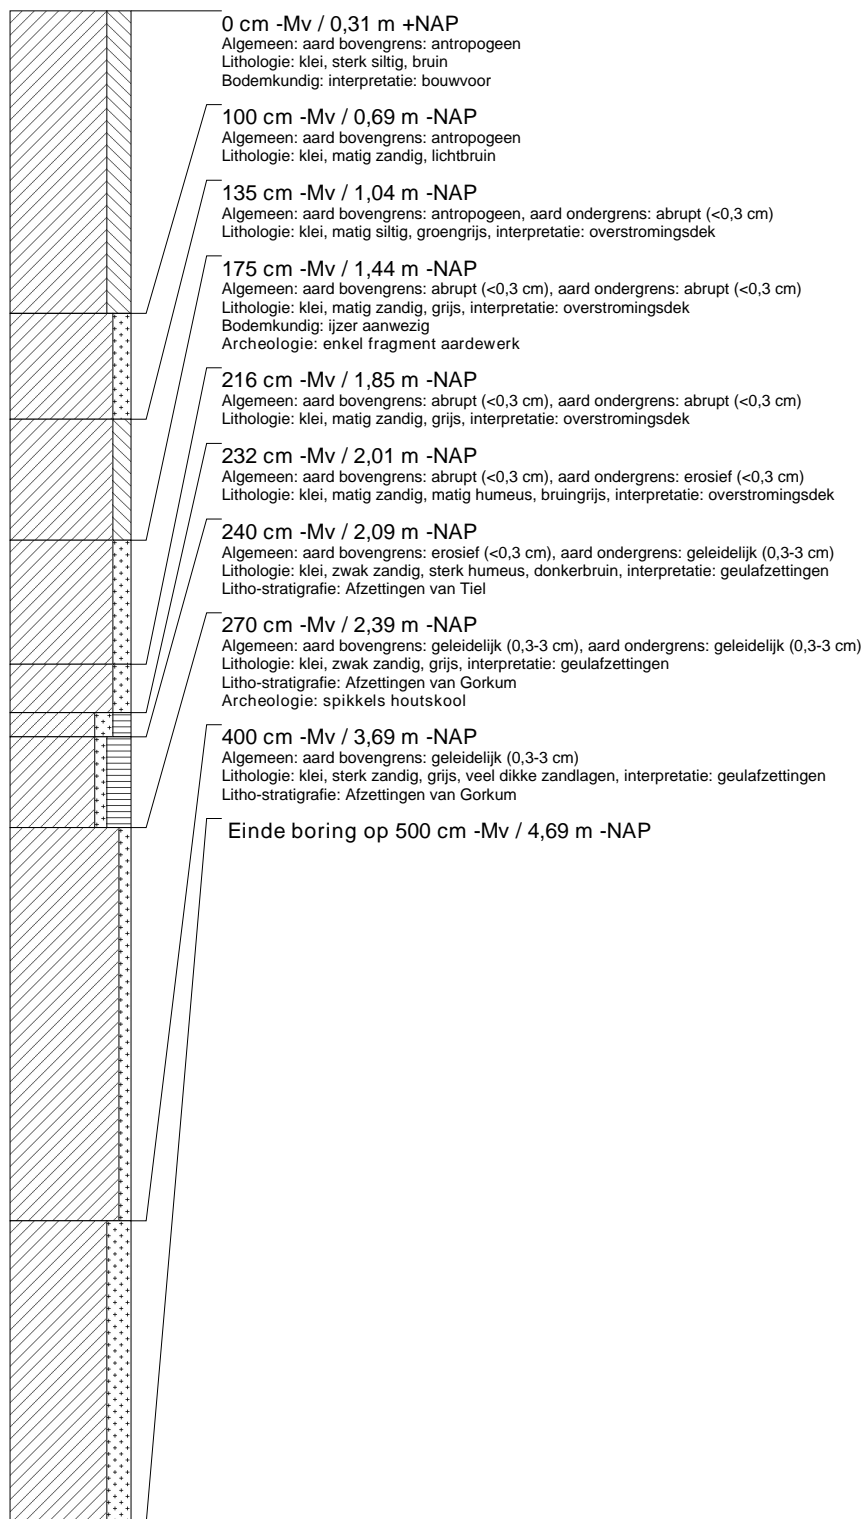 0 cm -Mv / 0,31 m +NAP
Algemeen: aard bovengrens: antropogeen
Lithologie: klei, sterk siltig, bruin
Bodemkundig: interpretatie: bouwvoor
100 cm -Mv / 0,69 m -NAP
Algemeen: aard bovengrens: antropogeen
Lithologie: klei, matig zandig, lichtbruin
135 cm -Mv / 1,04 m -NAP
Algemeen: aard bovengrens: antropogeen, aard ondergrens: abrupt (<0,3 cm)
Lithologie: klei, matig siltig, groengrijs, interpretatie: overstromingsdek
175 cm -Mv / 1,44 m -NAP
Algemeen: aard bovengrens: abrupt (<0,3 cm), aard ondergrens: abrupt (<0,3 cm)
Lithologie: klei, matig zandig, grijs, interpretatie: overstromingsdek
Bodemkundig: ijzer aanwezig
Archeologie: enkel fragment aardewerk
216 cm -Mv / 1,85 m -NAP
Algemeen: aard bovengrens: abrupt (<0,3 cm), aard ondergrens: abrupt (<0,3 cm)
Lithologie: klei, matig zandig, grijs, interpretatie: overstromingsdek
232 cm -Mv / 2,01 m -NAP
Algemeen: aard bovengrens: abrupt (<0,3 cm), aard ondergrens: erosief (<0,3 cm)
Lithologie: klei, matig zandig, matig humeus, bruingrijs, interpretatie: overstromingsdek
240 cm -Mv / 2,09 m -NAP
Algemeen: aard bovengrens: erosief (<0,3 cm), aard ondergrens: geleidelijk (0,3-3 cm)
Lithologie: klei, zwak zandig, sterk humeus, donkerbruin, interpretatie: geulafzettingen
Litho-stratigrafie: Afzettingen van Tiel
270 cm -Mv / 2,39 m -NAP
Algemeen: aard bovengrens: geleidelijk (0,3-3 cm), aard ondergrens: geleidelijk (0,3-3 cm)
Lithologie: klei, zwak zandig, grijs, interpretatie: geulafzettingen
Litho-stratigrafie: Afzettingen van Gorkum
Archeologie: spikkels houtskool
400 cm -Mv / 3,69 m -NAP
Algemeen: aard bovengrens: geleidelijk (0,3-3 cm)
Lithologie: klei, sterk zandig, grijs, veel dikke zandlagen, interpretatie: geulafzettingen
Litho-stratigrafie: Afzettingen van Gorkum
Einde boring op 500 cm -Mv / 4,69 m -NAP